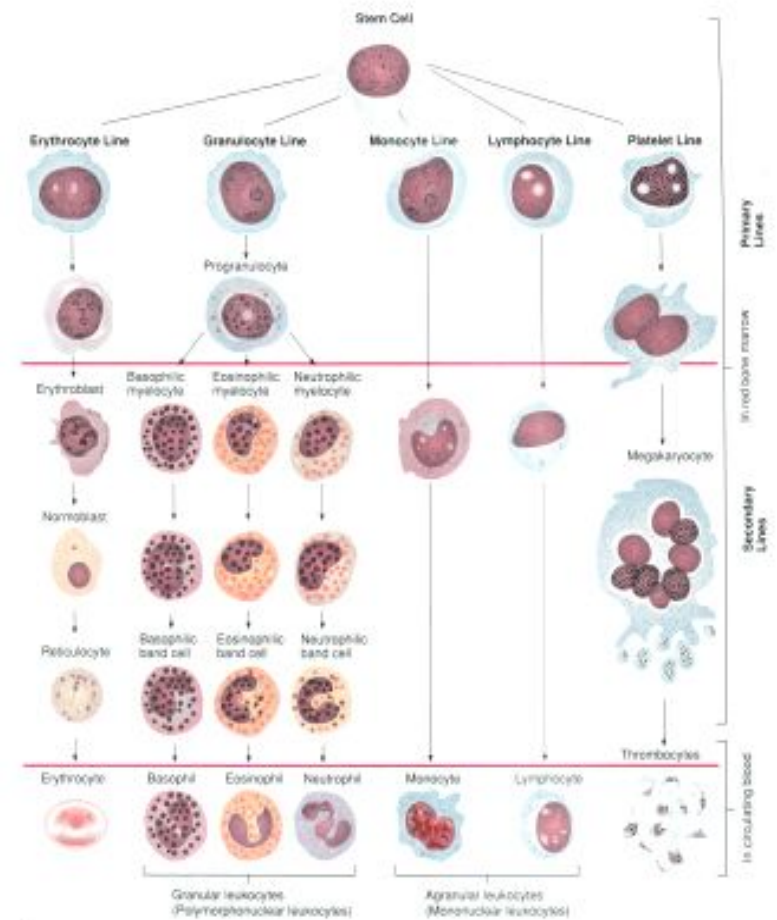 Stem Cell
Erythrocyte Line
Granulocyte Line
Monocyte Line
Lymphocyte Line
Platelet Line
Primary
Lines
Progranulocyte
In red bone marrow
Erythroblast
Basophilic
myelocyte
Eosinophilic
myelocyte
Neutrophilic
myelocyte
Megakaryocyte
Secondary
Lines
Normoblast
Reticulocyte
Basophilic
band cell
Eosinophilic
band cell
Neutrophilic
band cell
Thrombocytes
In circulating blood
Erythrocyte
Basophil
Eosinophil
Neutrophil
Monocyte
Lymphocyte
Granular leukocytes
(Polymorphonuclear leukocytes)
Agranular leukocytes
(Mononuclear leukocytes)